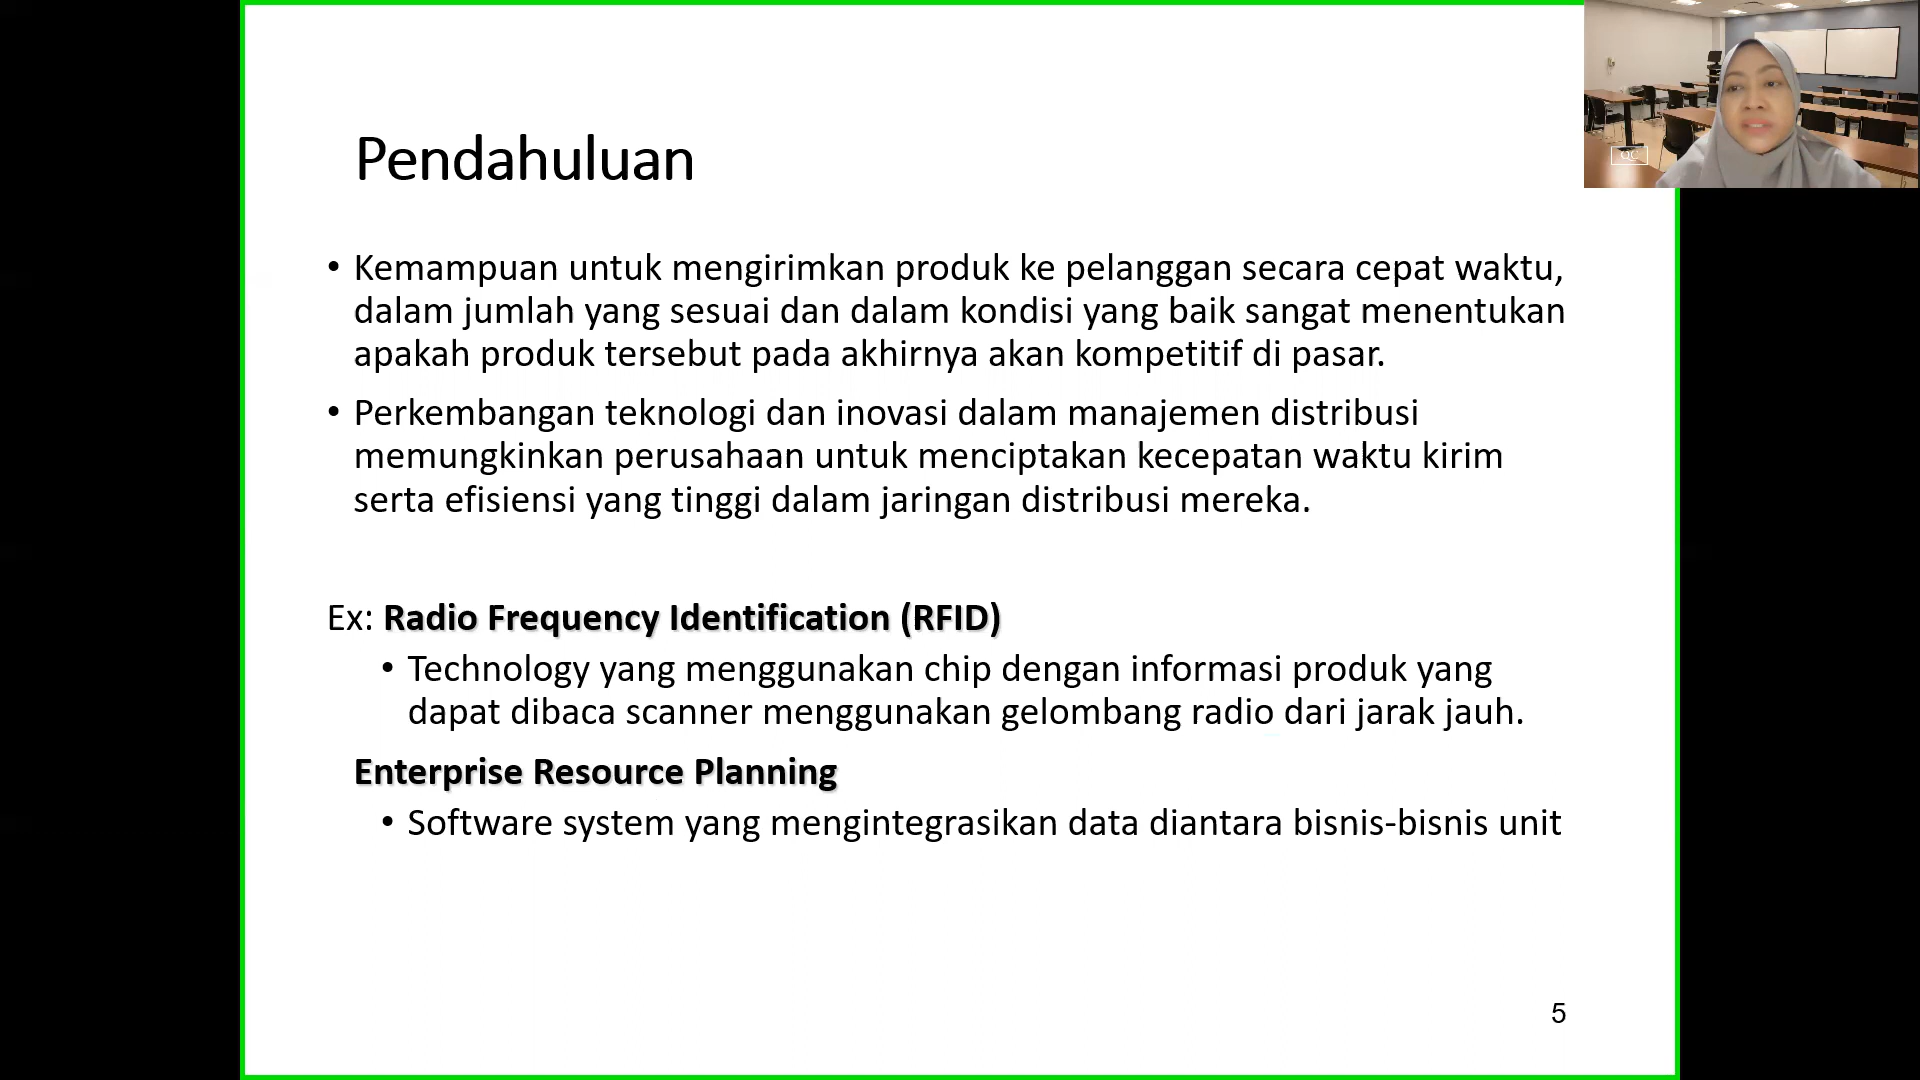 Pendahuluan
• Kemampuan untuk mengirimkan produk ke pelanggan secara cepat waktu,
dalam jumlah yang sesuai dan dalam kondisi yang baik sangat menentukan
apakah produk tersebut pada akhirnya akan kompetitif di pasar.
• Perkembangan teknologi dan inovasi dalam manajemen distribusi
memungkinkan perusahaan untuk menciptakan kecepatan waktu kirim
serta efisiensi yang tinggi dalam jaringan distribusi mereka.
Ex: Radio Frequency Identification (RFID)
• Technology yang menggunakan chip dengan informasi produk yang
dapat dibaca scanner menggunakan gelombang radio dari jarak jauh.
Enterprise Resource Planning
• Software system yang mengintegrasikan data diantara bisnis-bisnis unit
5